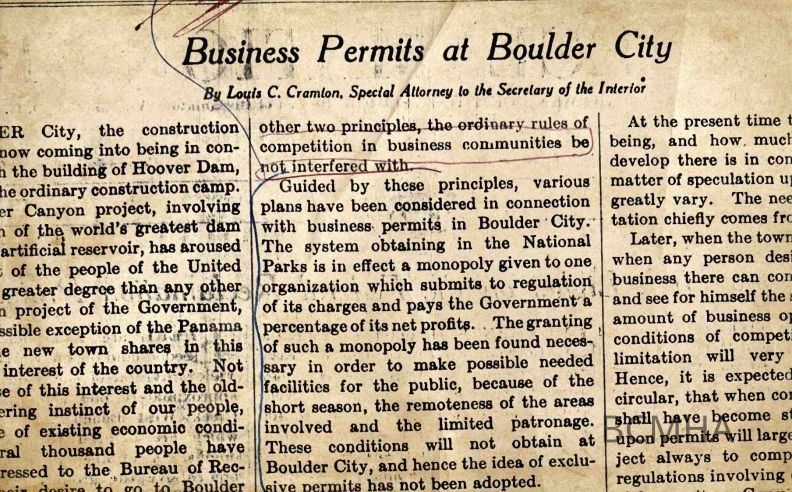 Business Permits at Boulder City
By Louis C. Cramton, Special Attorney to the Secretary of the Interior
ER City, the construction
now coming into being in con-
h the building of Hoover Dam,
he ordinary construction camp.
er Canyon project, involving
n of the world's greatest dam
artificial reservoir, has aroused
t of the people of the United
greater degree than any other
n project of the Government,
ssible exception of the Panama
e new town shares in this
interest of the country. Not
se of this interest and the old-
ering instinct of our people,
e of existing economic condi-
ral thousand people have
ressed to the Bureau of Rec-
eir desire to go to Boulder
other two principles, the ordinary rules of
competition in business communities be
not interfered with.
Guided by these principles, various
plans have been considered in connection
with business permits in Boulder City.
The system obtaining in the National
Parks is in effect a monopoly given to one
organization which submits to regulation
of its charges and pays the Government a
percentage of its net profits. The granting
of such a monopoly has been found neces-
sary in order to make possible needed
facilities for the public, because of the
short season, the remoteness of the areas
involved and the limited patronage.
These conditions will not obtain at
Boulder City, and hence the idea of exclu-
sive permits has not been adopted.
At the present time t
being, and how much
develop there is in con
matter of speculation u
greatly vary. The nee
tation chiefly comes fro
Later, when the town
when any person desi
business there can con
and see for himself the s
amount of business op
conditions of competi
limitation will very
Hence, it is expected
circular, that when con
shall have become st
upon permits will large
ject always to comp
regulations involving
BCMHA